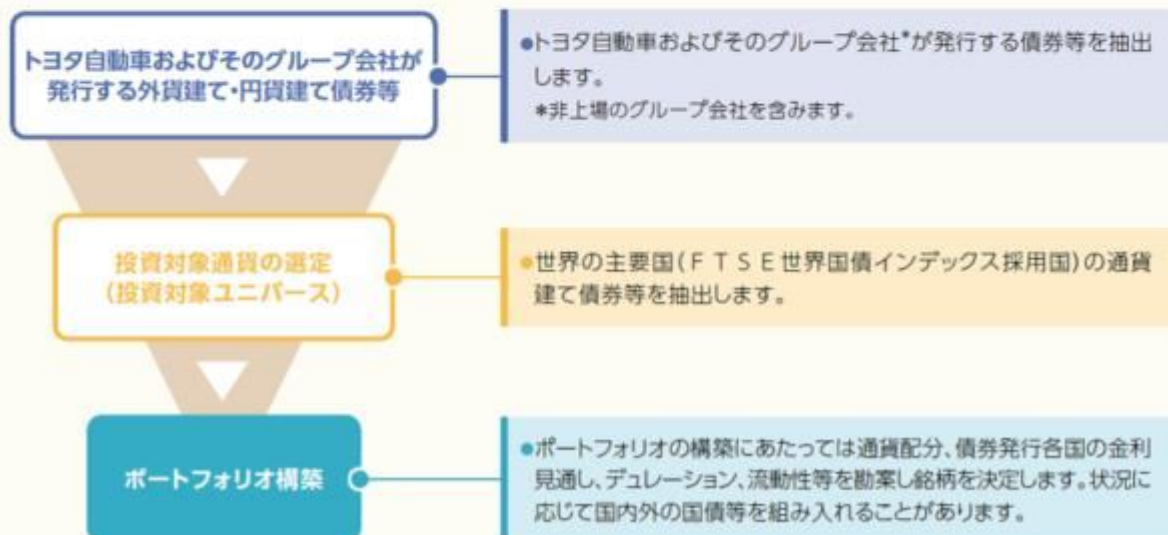 トヨタ自動車およびそのグループ会社が
発行する外貨建て・円貨建て債券等
●トヨタ自動車およびそのグループ会社*が発行する債券等を抽出
します。
*非上場のグループ会社を含みます。
投資対象通貨の選定
(投資対象ユニバース)
●世界の主要国(ＦＴＳＥ世界国債インデックス採用国)の通貨
建て債券等を抽出します。
ポートフォリオ構築
●ポートフォリオの構築にあたっては通貨配分、債券発行各国の金利
見通し、デュレーション、流動性等を勘案し銘柄を決定します。状況に
応じて国内外の国債等を組み入れることがあります。